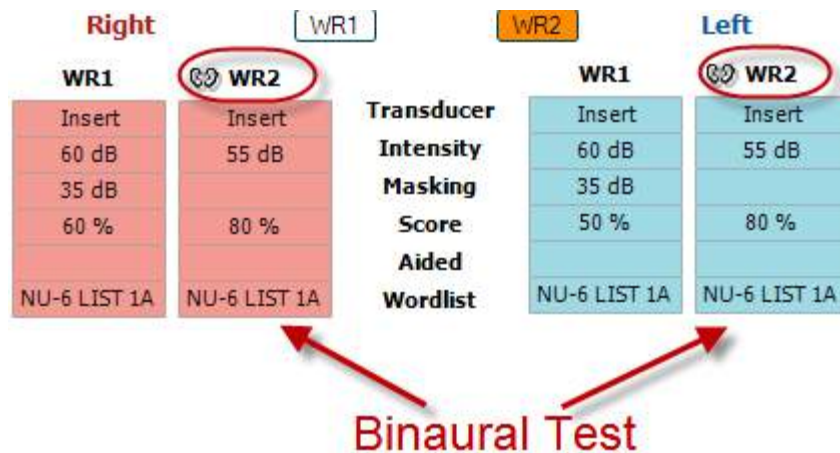 Right WR1 WR2 Left
WR1 WR2 WR1 WR2
Insert Insert Transducer Insert Insert
60 dB 55 dB Intensity 60 dB 55 dB
35 dB Masking 35 dB
60 % 80 % Score 50 % 80 %
Aided
NU-6 LIST 1A NU-6 LIST 1A Wordlist NU-6 LIST 1A NU-6 LIST 1A
Binaural Test